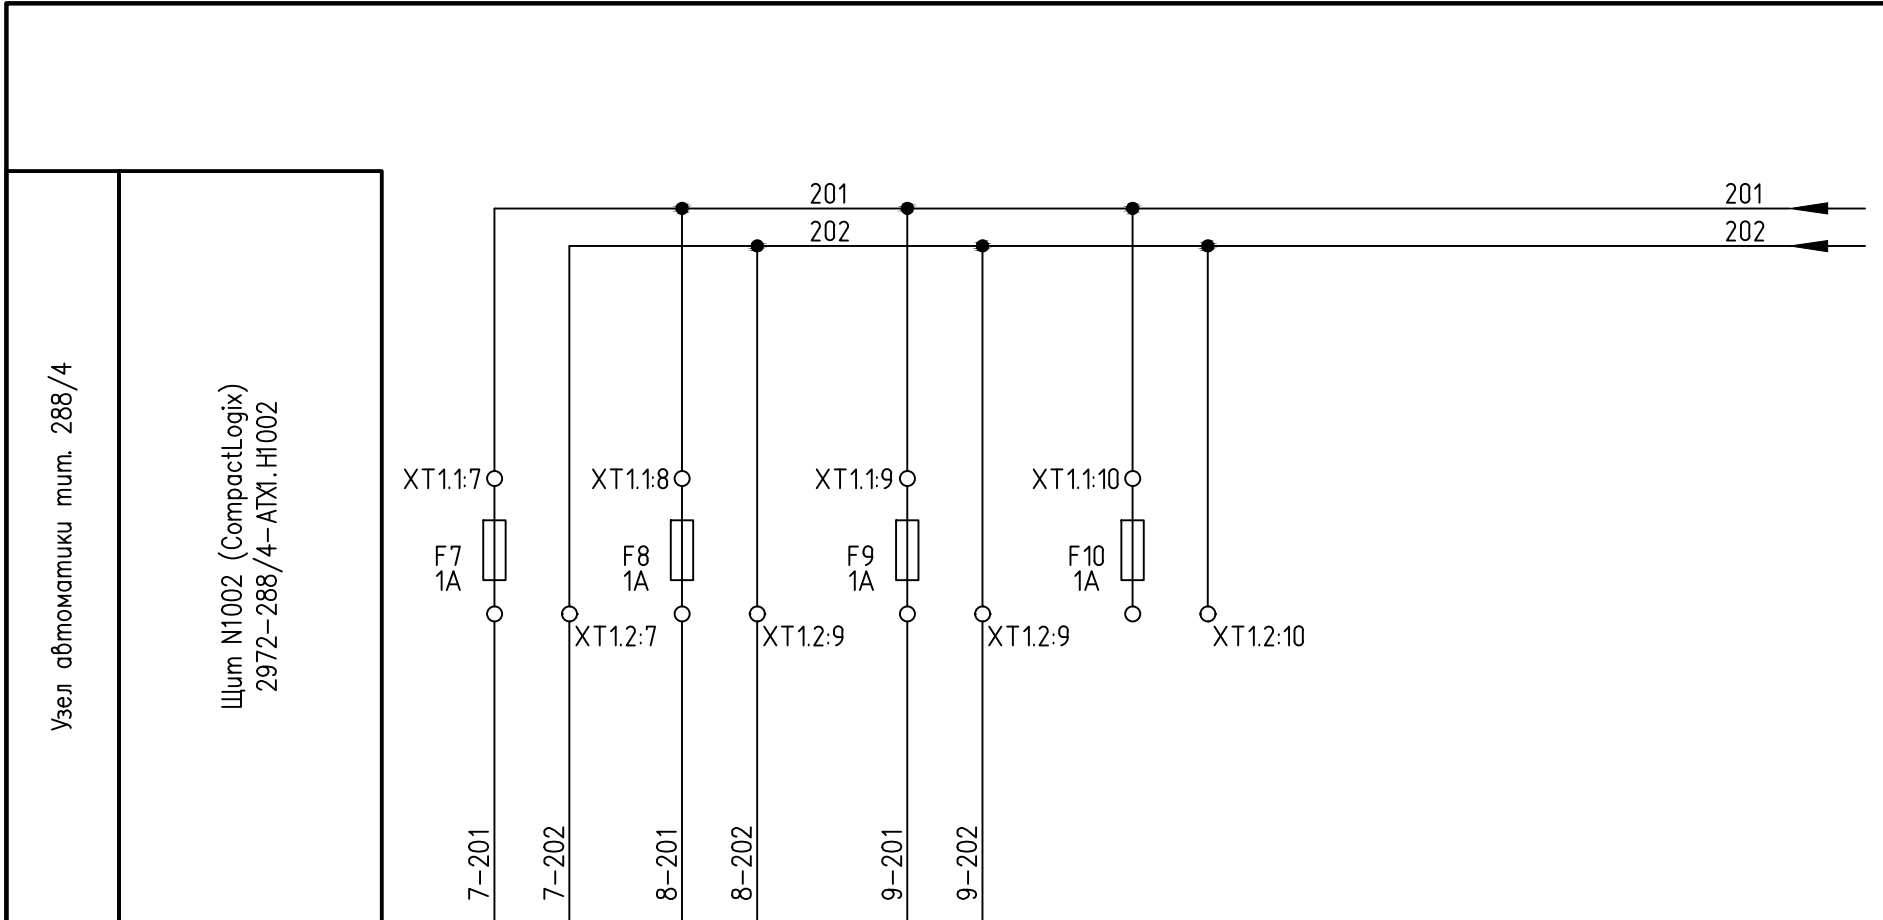 201
201
202
202
Узел автоматики тит. 288/4
Щит N1002 (CompactLogix)
2972-288/4-АТХ1.Н1002
XT1.1:7
XT1.1:8
XT1.1:9
XT1.1:10
F7
1A
F8
1A
F9
1A
F10
1A
XT1.2:7
XT1.2:9
XT1.2:9
XT1.2:10
7-201
7-202
8-201
8-202
9-201
9-202